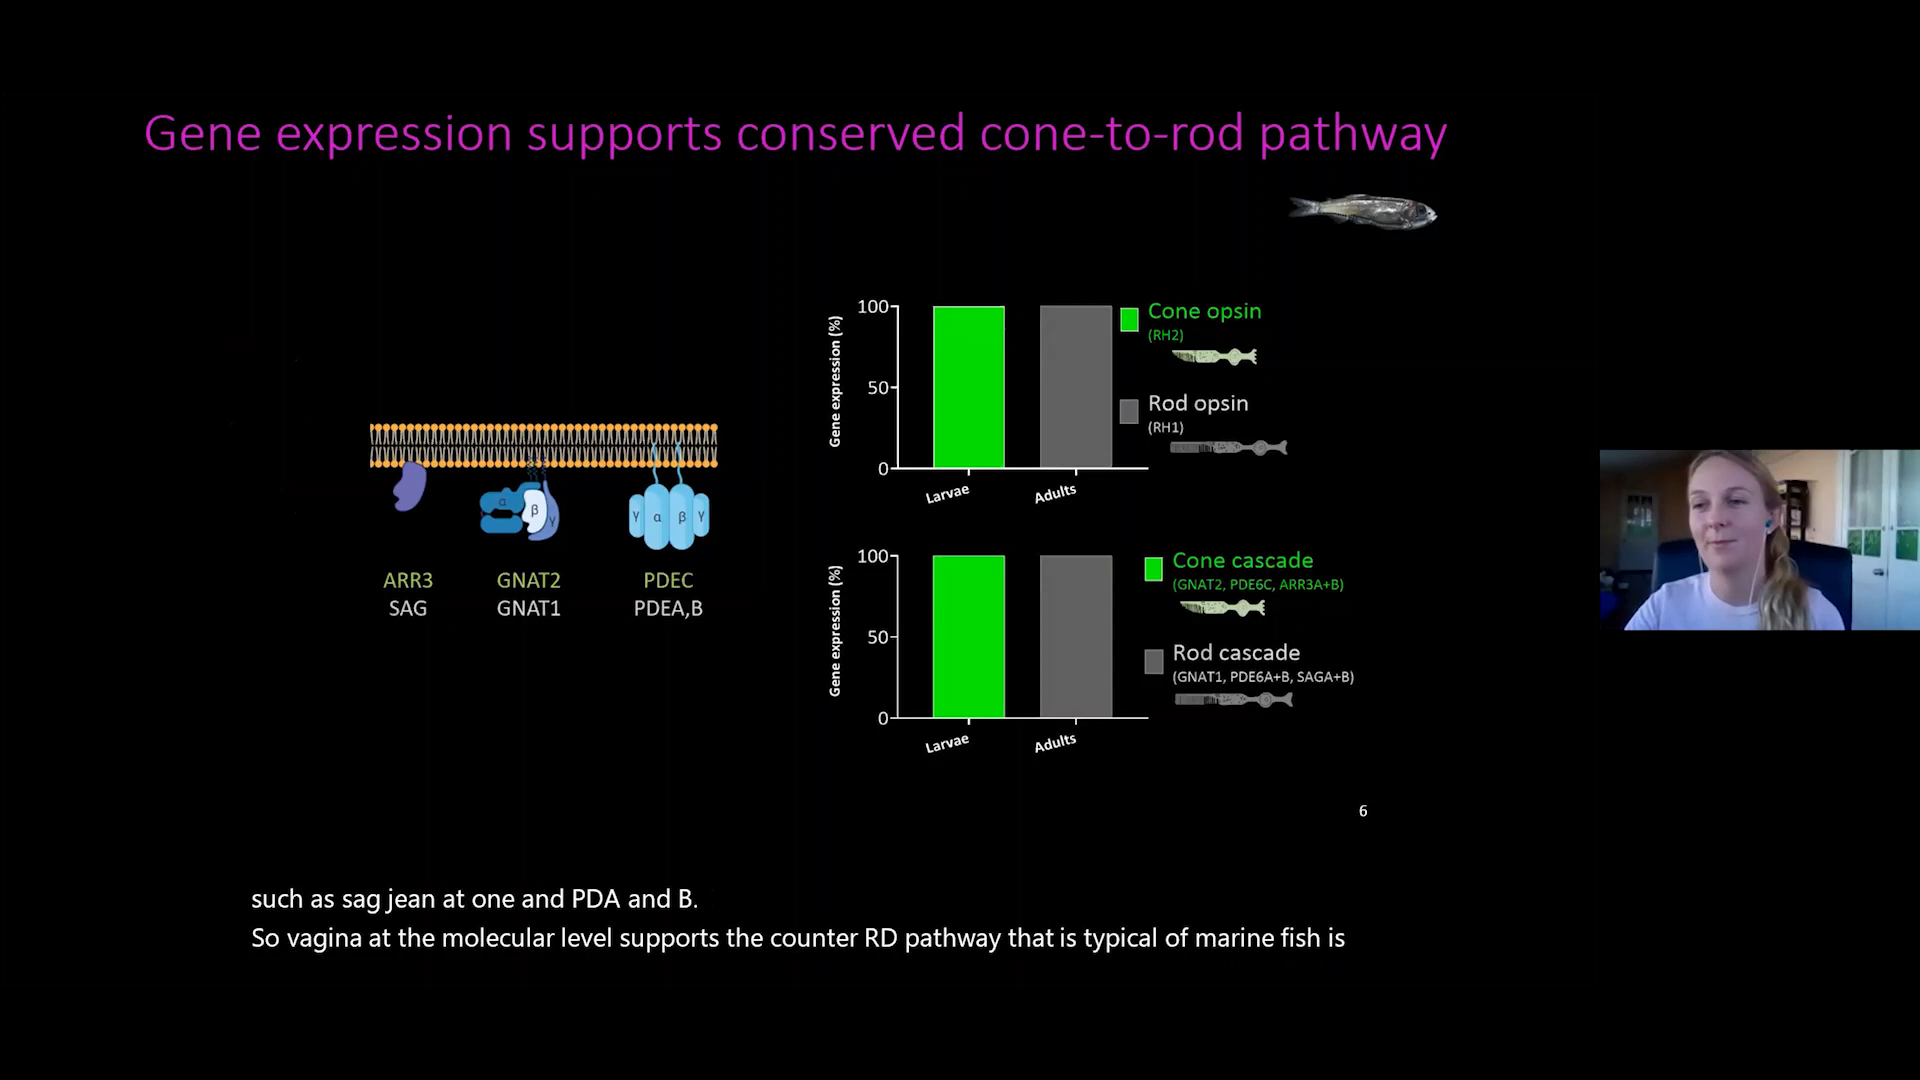 Gene expression supports conserved cone-to-rod pathway
α
β
γ
γ
α
β
γ
ARR3
GNAT2
PDEC
SAG
GNAT1
PDEA,B
Gene expression (%)
100
50
0
Larvae
Adults
Cone opsin
(RH2)
Rod opsin
(RH1)
Gene expression (%)
100
50
0
Larvae
Adults
Cone cascade
(GNAT2, PDE6C, ARR3A+B)
Rod cascade
(GNAT1, PDE6A+B, SAGA+B)
6
such as sag jean at one and PDA and B.
So vagina at the molecular level supports the counter RD pathway that is typical of marine fish is